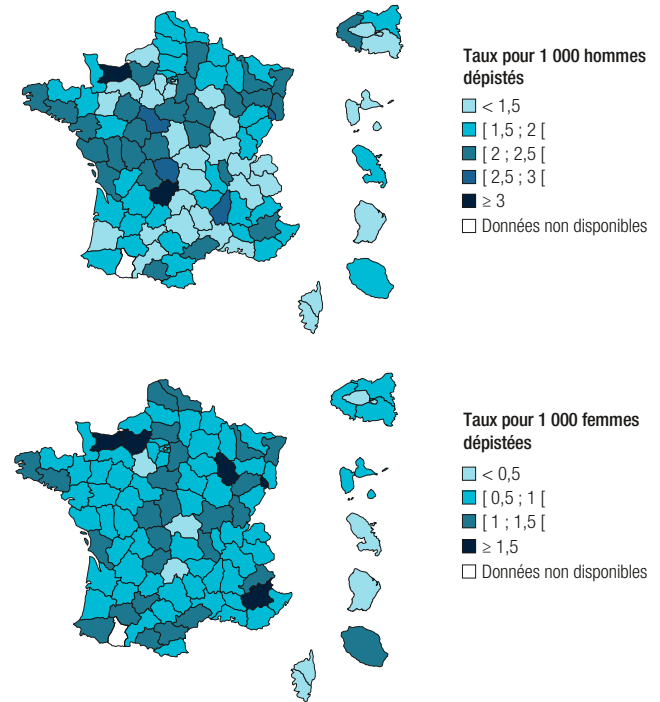 Taux pour 1 000 hommes
dépistés
< 1,5
[ 1,5 ; 2 [
[ 2 ; 2,5 [
[ 2,5 ; 3 [
≥ 3
Données non disponibles
Taux pour 1 000 femmes
dépistées
< 0,5
[ 0,5 ; 1 [
[ 1 ; 1,5 [
≥ 1,5
Données non disponibles